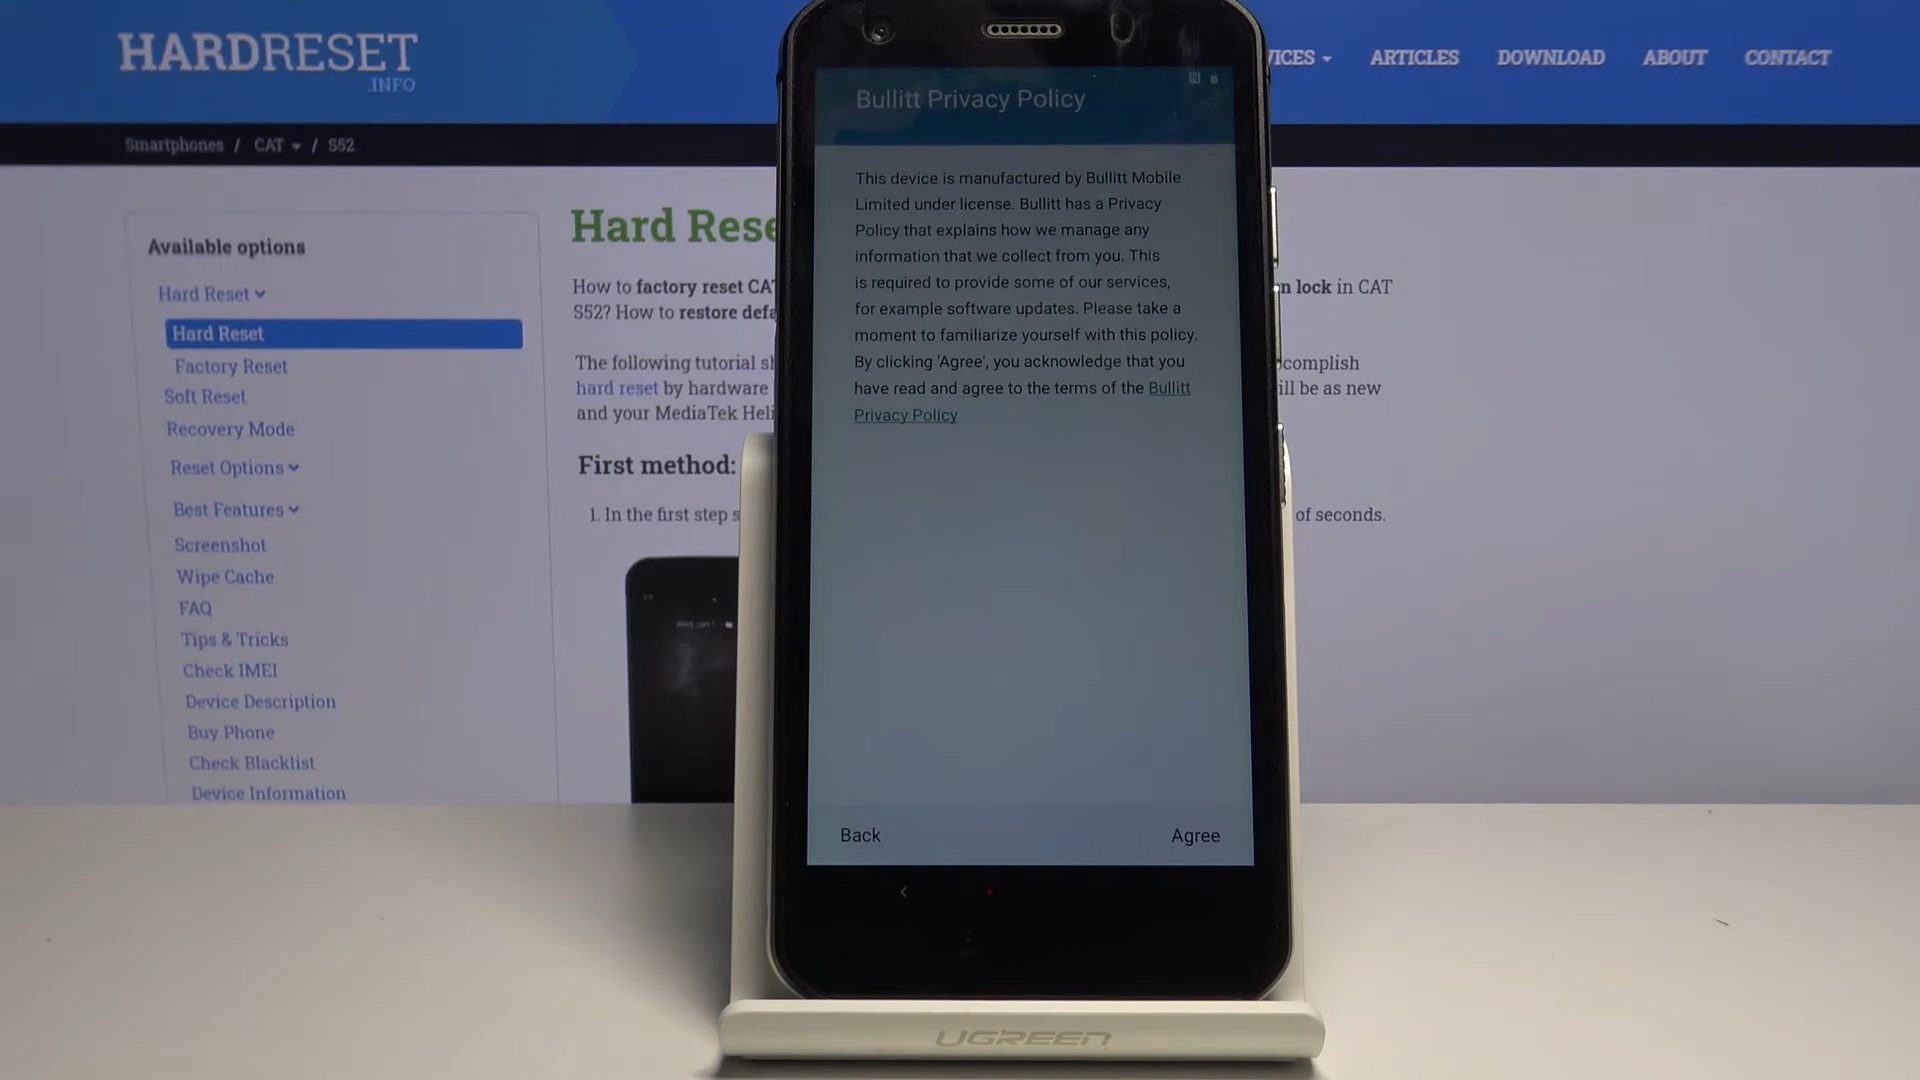 HARDRESET
.INFO
VICES ARTICLES DOWNLOAD ABOUT CONTACT
Smartphones / CAT / S52
Available options
Hard Reset
Hard Reset
Factory Reset
Soft Reset
Recovery Mode
Reset Options
Best Features
Screenshot
Wipe Cache
FAQ
Tips & Tricks
Check IMEI
Device Description
Buy Phone
Check Blacklist
Device Information
Hard Rese
How to factory reset CA n lock in CAT
S52? How to restore defa
The following tutorial s complish
hard reset by hardware ill be as new
and your MediaTek Heli
First method:
1. In the first step s of seconds.
Bullitt Privacy Policy
This device is manufactured by Bullitt Mobile
Limited under license. Bullitt has a Privacy
Policy that explains how we manage any
information that we collect from you. This
is required to provide some of our services,
for example software updates. Please take a
moment to familiarize yourself with this policy.
By clicking 'Agree', you acknowledge that you
have read and agree to the terms of the Bullitt
Privacy Policy
Back Agree
UGREEN